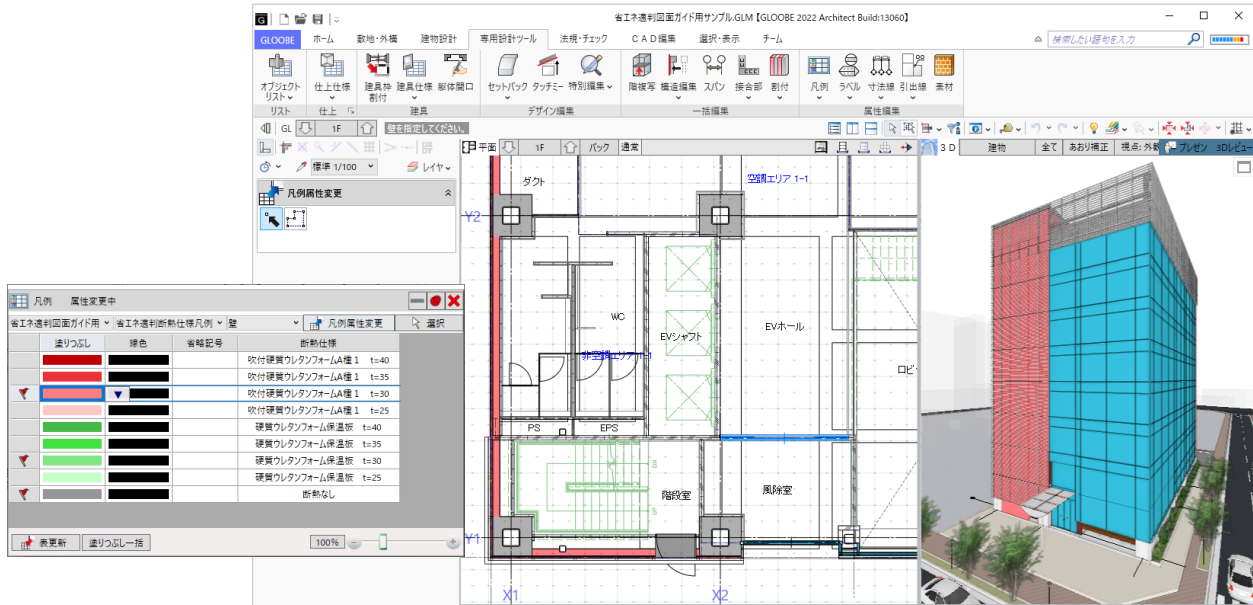 省エネ適判図面ガイド用サンプル.GLM【GLOOBE 2022 Architect Build:13060】
GLOOBE ホーム 敷地・外構 建物設計 専用設計ツール 法規・チェック CAD編集 選択・表示 チーム 検索したい語句を入力
オブジェクトリスト 仕上仕様 建具枠割付 建具仕様 躯体開口 セットバック タッチミー 特別編集 階複写 構造編集 スパン 接合部 割付 凡例 ラベル 寸法線 引出線 素材
リスト 仕上 建具 デザイン編集 一括編集 属性編集
GL 1F 壁を指定してください。
平面 1F バック 通常
3D 建物 全て あおり補正 視点: 外観 プレゼン 3Dレビュー
標準 1/100 レイヤ
凡例属性変更
ダクト
空調エリア 1-1
Y2
WC
EVシャフト
EVホール
非空調エリア 1-1
ロビ
PS
EPS
階段室
風除室
Y1
X1
X2
凡例 属性変更中
省エネ適判図面ガイド用 省エネ適判断熱仕様凡例 壁 凡例属性変更 選択
塗りつぶし 線色 省略記号 断熱仕様
吹付硬質ウレタンフォームA種1 t=40
吹付硬質ウレタンフォームA種1 t=35
吹付硬質ウレタンフォームA種1 t=30
吹付硬質ウレタンフォームA種1 t=25
硬質ウレタンフォーム保温板 t=40
硬質ウレタンフォーム保温板 t=35
硬質ウレタンフォーム保温板 t=30
硬質ウレタンフォーム保温板 t=25
断熱なし
表更新 塗りつぶし一括 100%